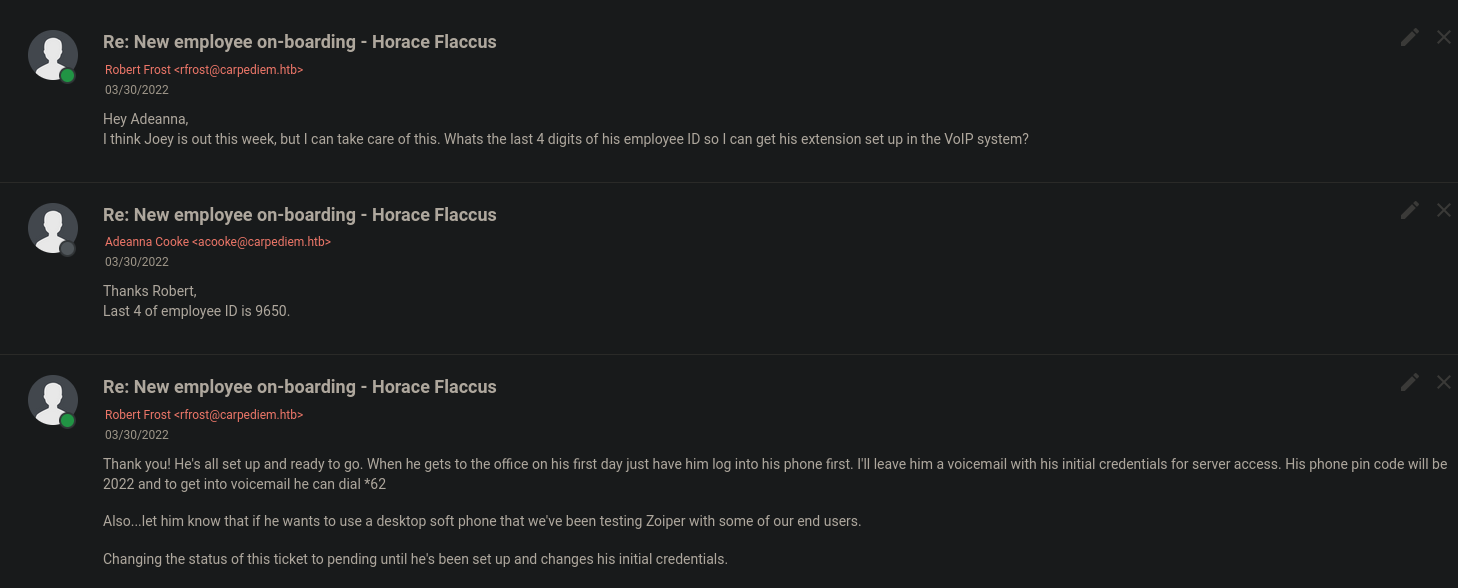 Re: New employee on-boarding - Horace Flaccus
Robert Frost <rfrost@carpediem.htb>
03/30/2022
Hey Adeanna,
I think Joey is out this week, but I can take care of this. Whats the last 4 digits of his employee ID so I can get his extension set up in the VoIP system?
Re: New employee on-boarding - Horace Flaccus
Adeanna Cooke <acooke@carpediem.htb>
03/30/2022
Thanks Robert,
Last 4 of employee ID is 9650.
Re: New employee on-boarding - Horace Flaccus
Robert Frost <rfrost@carpediem.htb>
03/30/2022
Thank you! He's all set up and ready to go. When he gets to the office on his first day just have him log into his phone first. I'll leave him a voicemail with his initial credentials for server access. His phone pin code will be
2022 and to get into voicemail he can dial *62
Also...let him know that if he wants to use a desktop soft phone that we've been testing Zoiper with some of our end users.
Changing the status of this ticket to pending until he's been set up and changes his initial credentials.